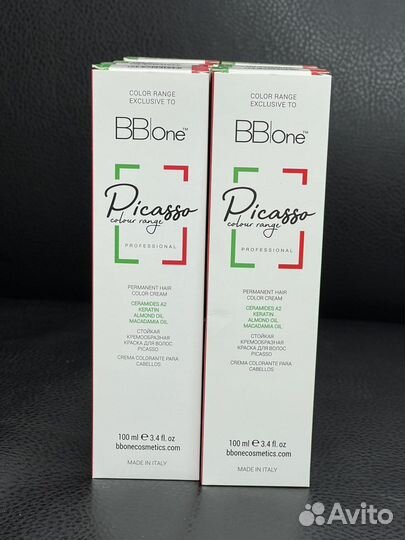 COLOR RANGE
EXCLUSIVE TO
BB|One™
Picasso
colour range
PROFESSIONAL
PERMANENT HAIR
COLOR CREAM
CERAMIDES A2
KERATIN
ALMOND OIL
MACADAMIA OIL
СТОЙКАЯ
КРЕМООБРАЗНАЯ
КРАСКА ДЛЯ ВОЛОС
PICASSO
CREMA COLORANTE PARA
CABELLOS
100 ml ℮ 3.4 fl. oz
bbonecosmetics.com
MADE IN ITALY
COLOR RANGE
EXCLUSIVE TO
BB|One™
Picasso
colour range
PROFESSIONAL
PERMANENT HAIR
COLOR CREAM
CERAMIDES A2
KERATIN
ALMOND OIL
MACADAMIA OIL
СТОЙКАЯ
КРЕМООБРАЗНАЯ
КРАСКА ДЛЯ ВОЛОС
PICASSO
CREMA COLORANTE PARA
CABELLOS
100 ml ℮ 3.4 fl. oz
bbonecosmetics.com
MADE IN ITALY
Avito